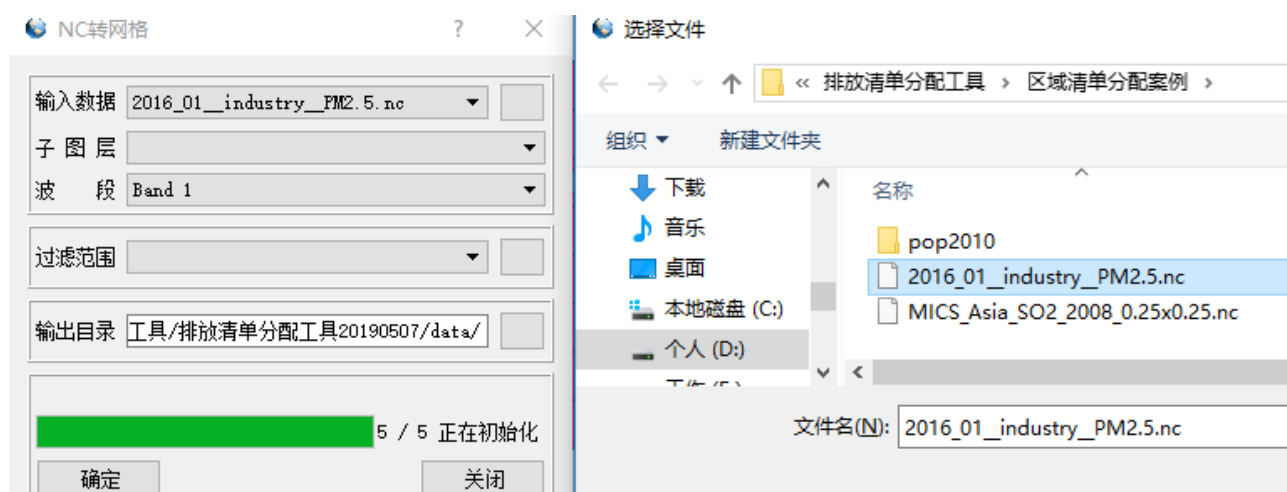 NC转网格
?
输入数据 2016_01__industry__PM2.5.nc
子 图 层
波 段 Band 1
过滤范围
输出目录 工具/排放清单分配工具20190507/data/
5 / 5 正在初始化
确定 关闭
选择文件
« 排放清单分配工具 › 区域清单分配案例 ›
组织 新建文件夹
下载
音乐
桌面
本地磁盘 (C:)
个人 (D:)
名称
pop2010
2016_01__industry__PM2.5.nc
MICS_Asia_SO2_2008_0.25x0.25.nc
文件名(N): 2016_01__industry__PM2.5.nc